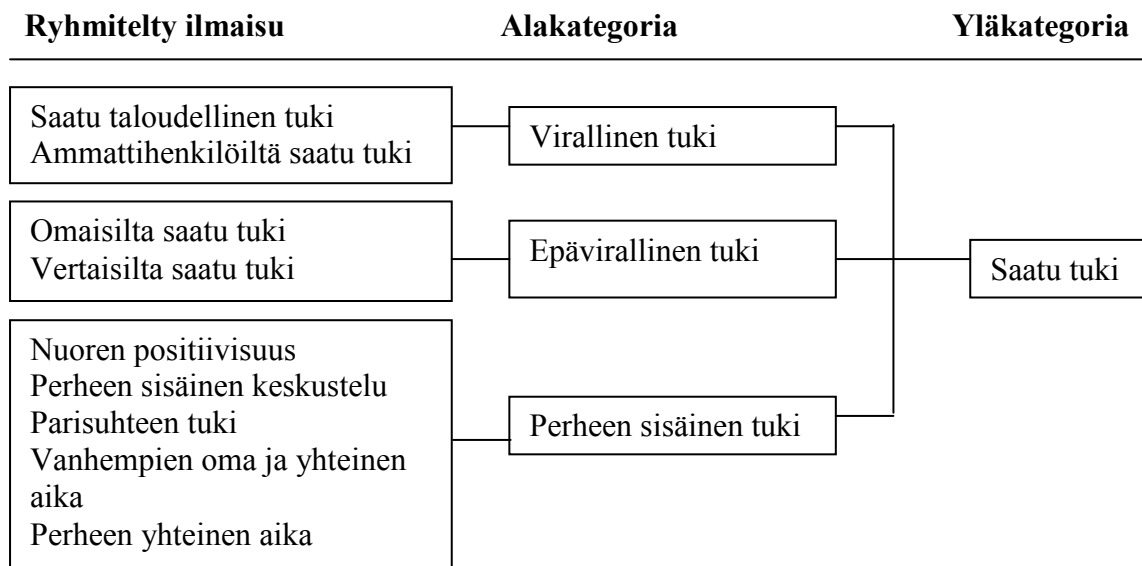 Ryhmitelty ilmaisu Alakategoria Yläkategoria
Saatu taloudellinen tuki
Ammattihenkilöiltä saatu tuki
Virallinen tuki
Omaisilta saatu tuki
Vertaisilta saatu tuki
Epävirallinen tuki
Saatu tuki
Nuoren positiivisuus
Perheen sisäinen keskustelu
Parisuhteen tuki
Vanhempien oma ja yhteinen
aika
Perheen yhteinen aika
Perheen sisäinen tuki